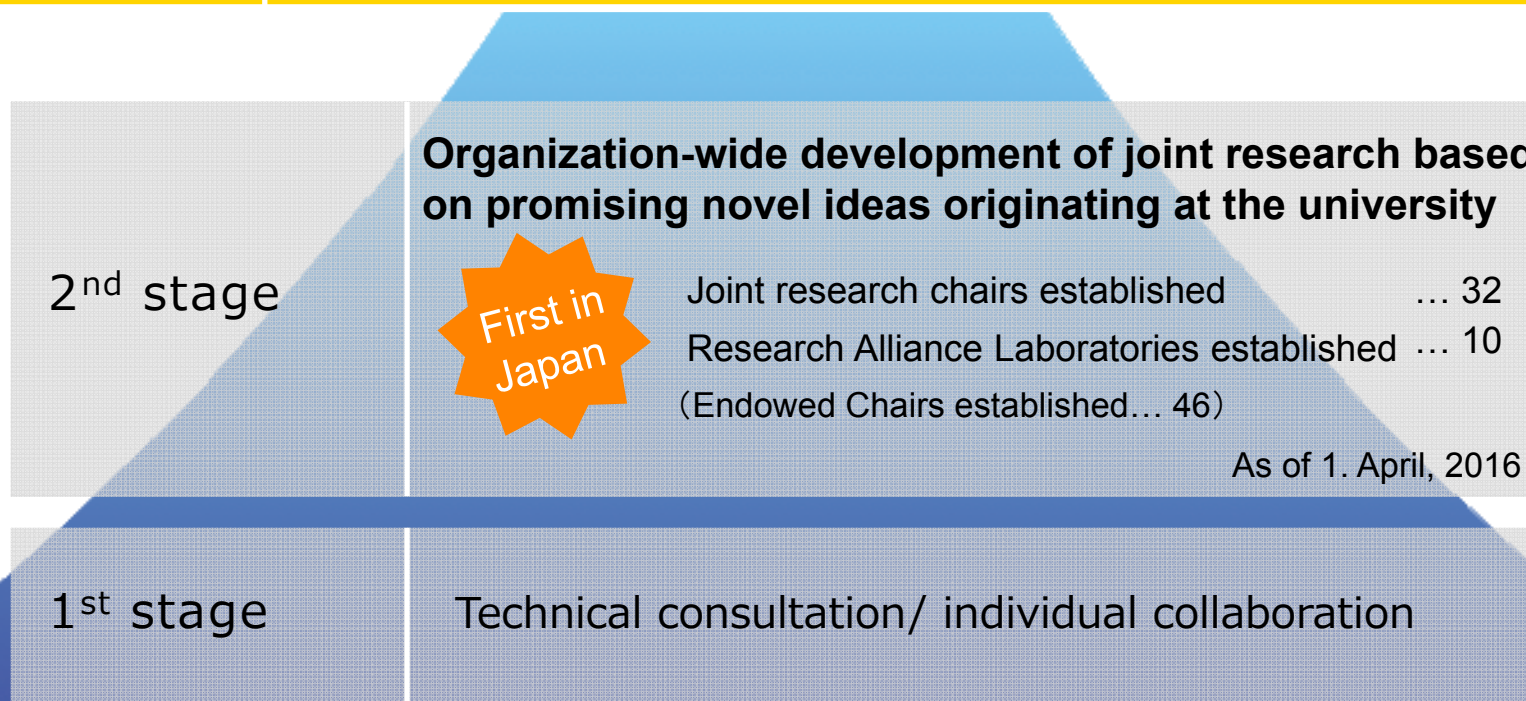 Organization-wide development of joint research based
on promising novel ideas originating at the university
2nd stage
First in
Japan
Joint research chairs established … 32
Research Alliance Laboratories established … 10
（Endowed Chairs established… 46）
As of 1. April, 2016
1st stage
Technical consultation/ individual collaboration